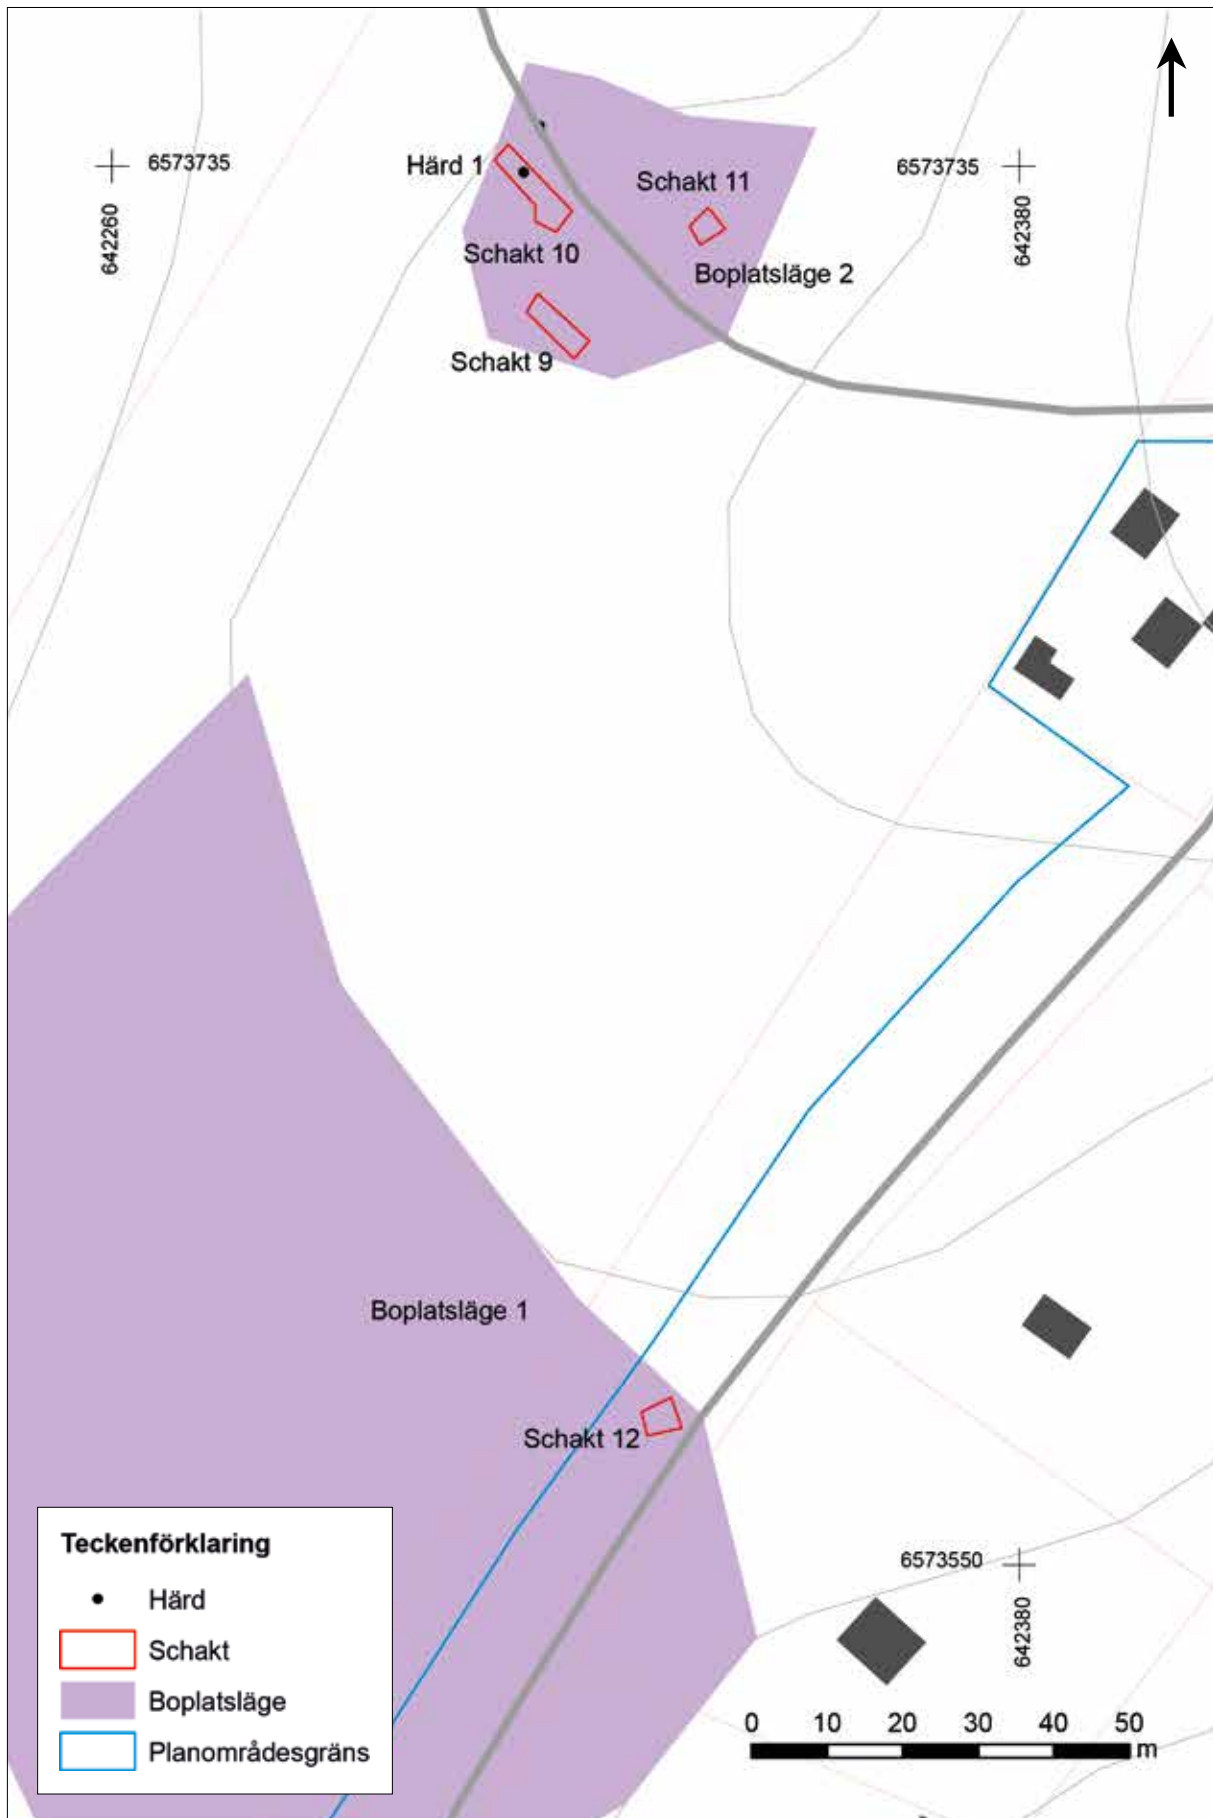 6573735
642260
Härd 1
Schakt 10
Schakt 9
Schakt 11
Boplatsläge 2
6573735
642380
Boplatsläge 1
Schakt 12
6573550
642380
Teckenförklaring
Härd
Schakt
Boplatsläge
Planområdesgräns
0 10 20 30 40 50
m